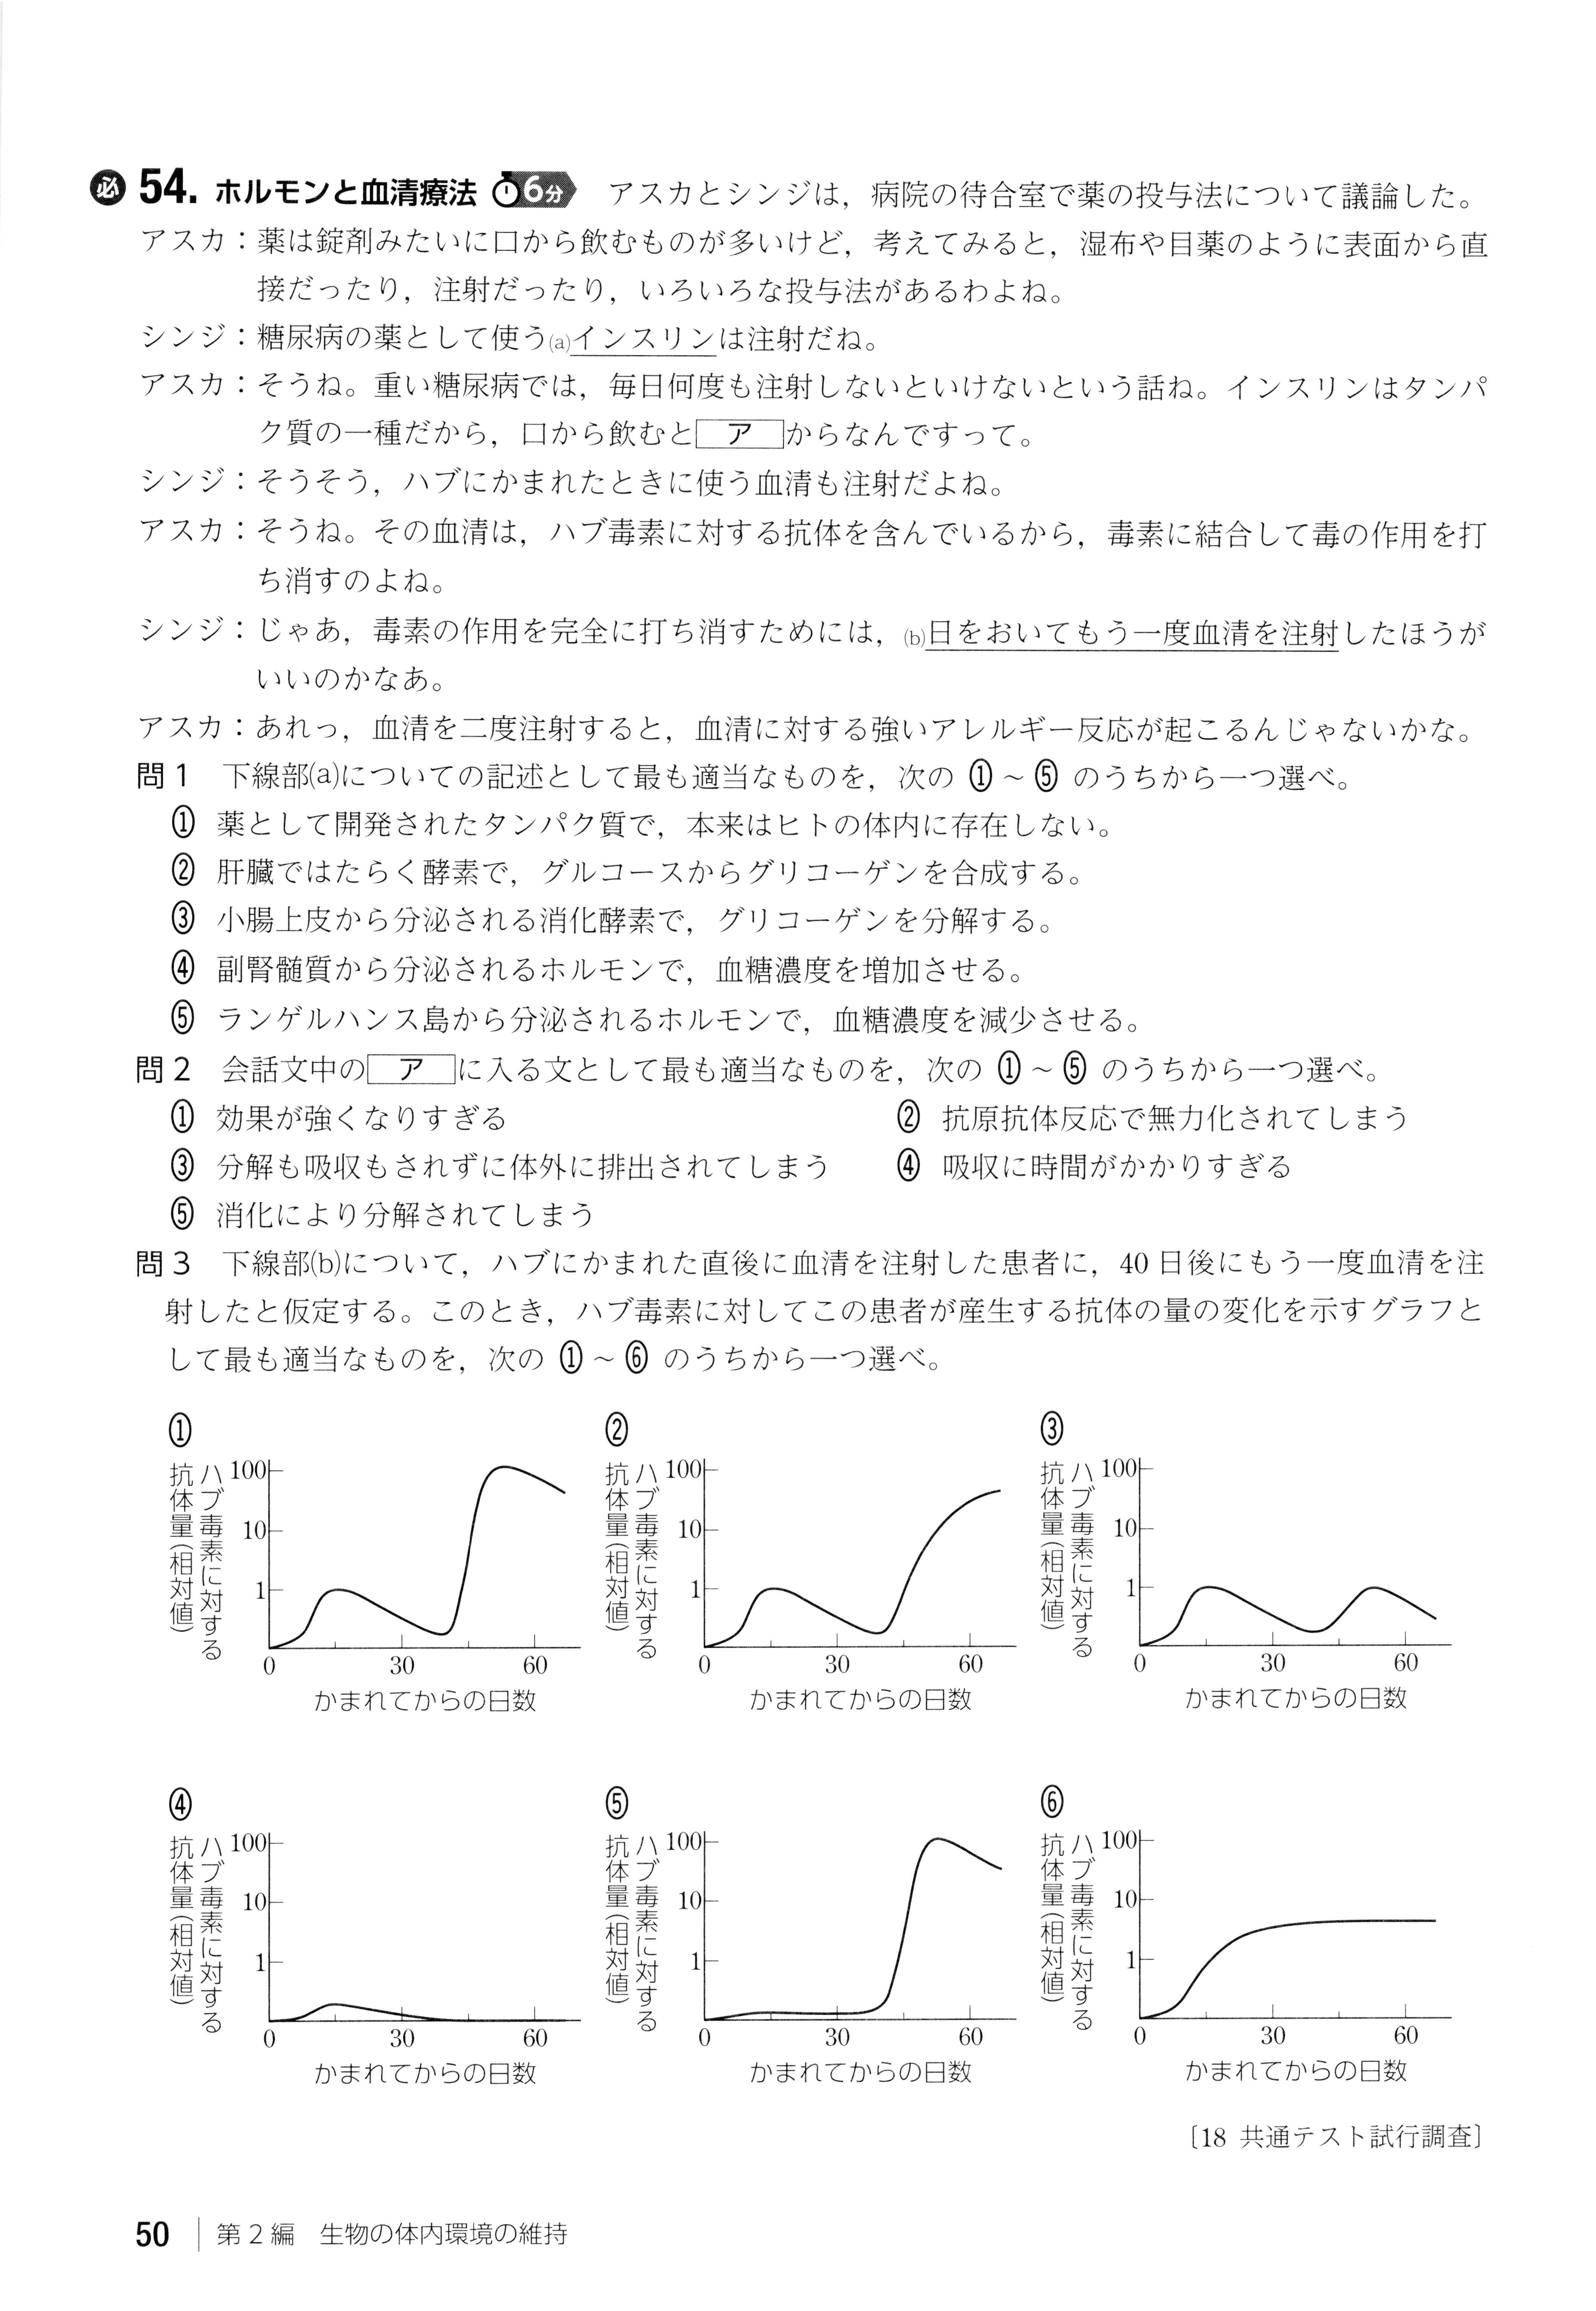 必 54. ホルモンと血清療法 6分 アスカとシンジは，病院の待合室で薬の投与法について議論した。
アスカ：薬は錠剤みたいに口から飲むものが多いけど，考えてみると，湿布や目薬のように表面から直
接だったり，注射だったり，いろいろな投与法があるわよね。
シンジ：糖尿病の薬として使う(a)インスリンは注射だね。
アスカ：そうね。重い糖尿病では，毎日何度も注射しないといけないという話ね。インスリンはタンパ
ク質の一種だから，口から飲むと ア からなんですって。
シンジ：そうそう，ハブにかまれたときに使う血清も注射だよね。
アスカ：そうね。その血清は，ハブ毒素に対する抗体を含んでいるから，毒素に結合して毒の作用を打
ち消すのよね。
シンジ：じゃあ，毒素の作用を完全に打ち消すためには，(b)日をおいてもう一度血清を注射したほうが
いいのかなあ。
アスカ：あれっ，血清を二度注射すると，血清に対する強いアレルギー反応が起こるんじゃないかな。
問1 下線部(a)についての記述として最も適当なものを，次の ①～⑤ のうちから一つ選べ。
① 薬として開発されたタンパク質で，本来はヒトの体内に存在しない。
② 肝臓ではたらく酵素で，グルコースからグリコーゲンを合成する。
③ 小腸上皮から分泌される消化酵素で，グリコーゲンを分解する。
④ 副腎髄質から分泌されるホルモンで，血糖濃度を増加させる。
⑤ ランゲルハンス島から分泌されるホルモンで，血糖濃度を減少させる。
問2 会話文中の ア に入る文として最も適当なものを，次の ①～⑤ のうちから一つ選べ。
① 効果が強くなりすぎる ② 抗原抗体反応で無力化されてしまう
③ 分解も吸収もされずに体外に排出されてしまう ④ 吸収に時間がかかりすぎる
⑤ 消化により分解されてしまう
問3 下線部(b)について，ハブにかまれた直後に血清を注射した患者に，40日後にもう一度血清を注
射したと仮定する。このとき，ハブ毒素に対してこの患者が産生する抗体の量の変化を示すグラフと
して最も適当なものを，次の ①～⑥ のうちから一つ選べ。
①
ハブ毒素に対する
抗体量(相対値)
100
10
1
0 30 60
かまれてからの日数
②
ハブ毒素に対する
抗体量(相対値)
100
10
1
0 30 60
かまれてからの日数
③
ハブ毒素に対する
抗体量(相対値)
100
10
1
0 30 60
かまれてからの日数
④
ハブ毒素に対する
抗体量(相対値)
100
10
1
0 30 60
かまれてからの日数
⑤
ハブ毒素に対する
抗体量(相対値)
100
10
1
0 30 60
かまれてからの日数
⑥
ハブ毒素に対する
抗体量(相対値)
100
10
1
0 30 60
かまれてからの日数
〔18 共通テスト試行調査〕
50 第2編 生物の体内環境の維持